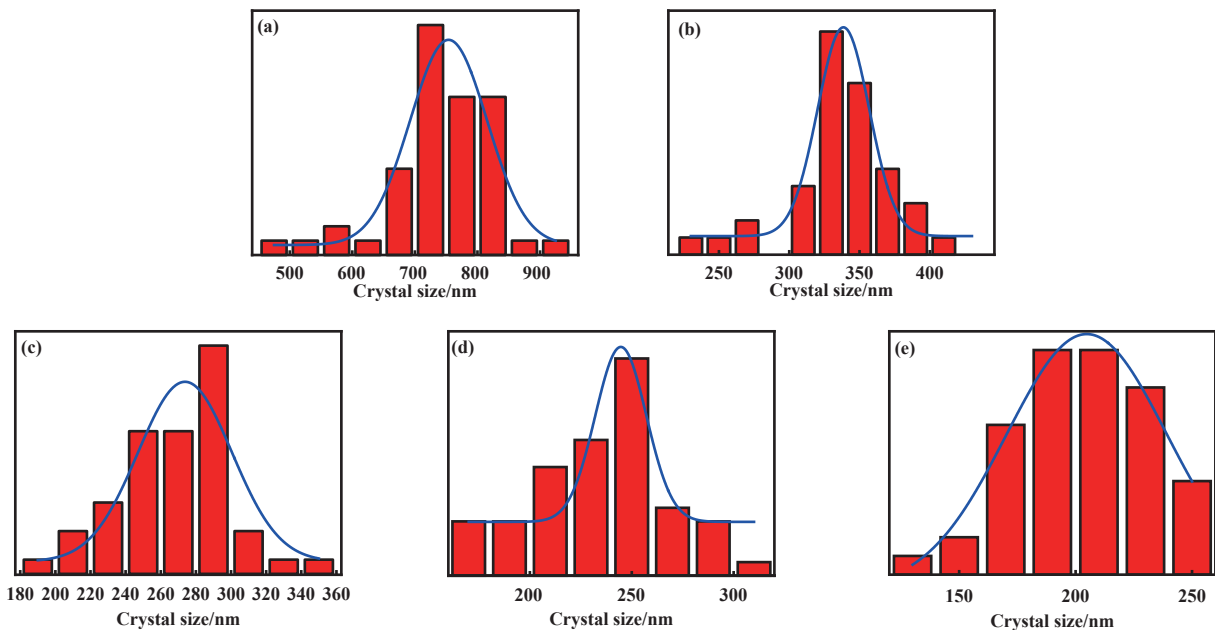 (a)
500 600 700 800 900
Crystal size/nm
(b)
250 300 350 400
Crystal size/nm
(c)
180 200 220 240 260 280 290 300 320 340 350 360
Crystal size/nm
(d)
200 250 300
Crystal size/nm
(e)
150 200 250
Crystal size/nm